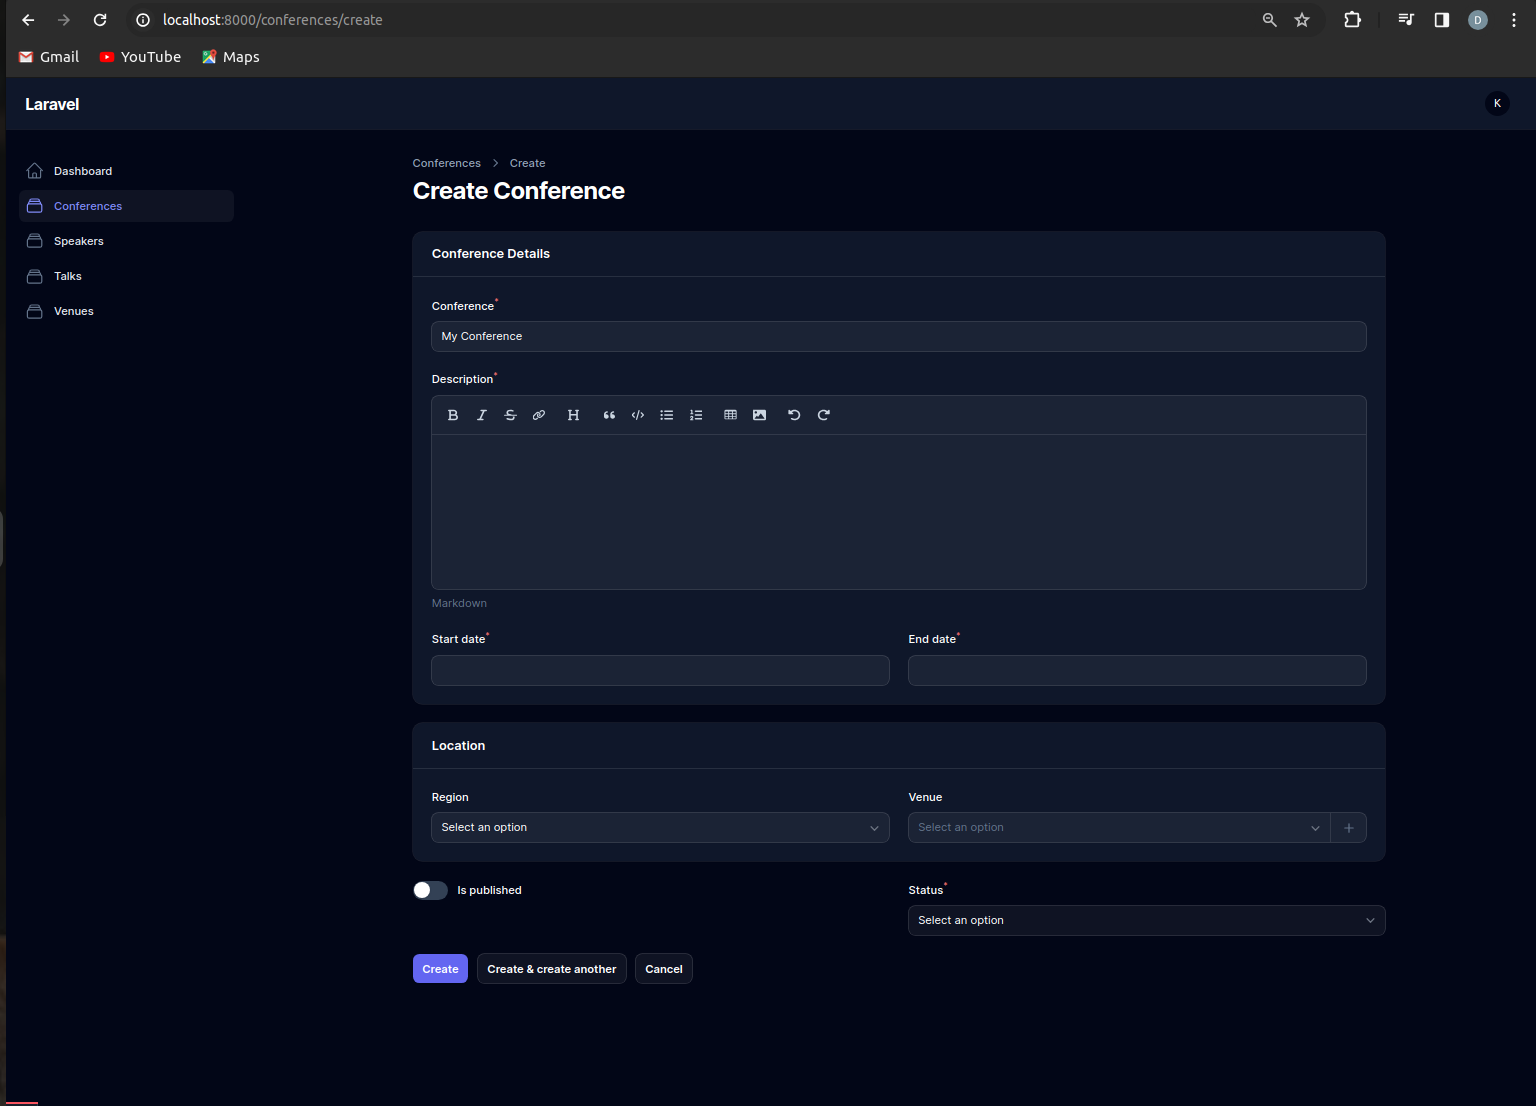 localhost:8000/conferences/create
D
Gmail YouTube Maps
Laravel
K
Dashboard
Conferences
Speakers
Talks
Venues
Conferences > Create
Create Conference
Conference Details
Conference*
My Conference
Description*
B I S H
Markdown
Start date* End date*
Location
Region Venue
Select an option Select an option +
Is published Status*
Select an option
Create Create & create another Cancel